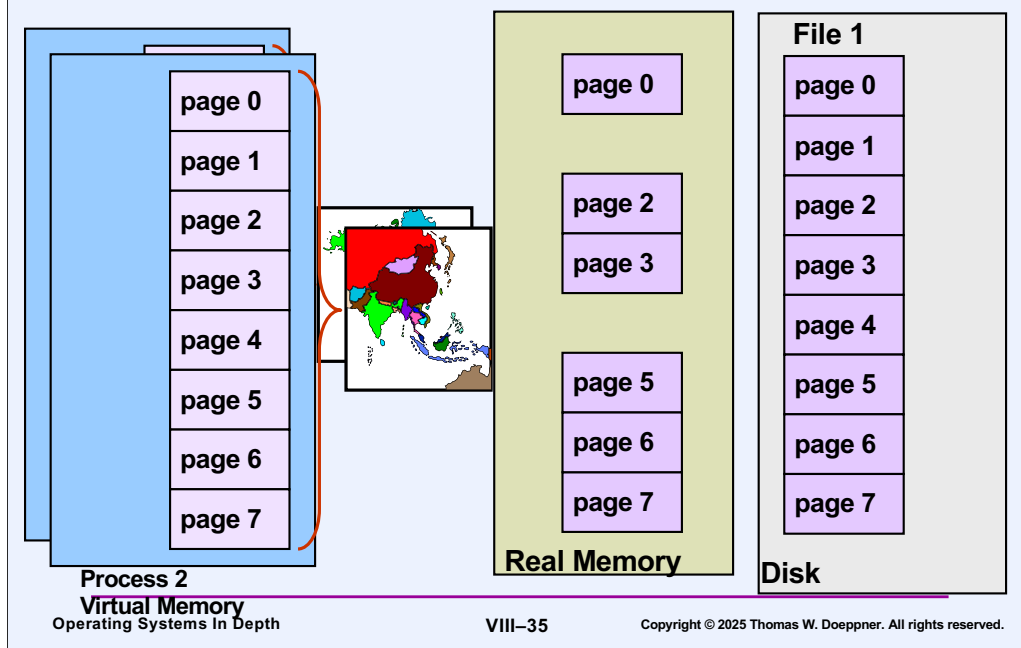 page 0
page 1
page 2
page 3
page 4
page 5
page 6
page 7
Process 2
Virtual Memory
page 0
page 2
page 3
page 5
page 6
page 7
Real Memory
File 1
page 0
page 1
page 2
page 3
page 4
page 5
page 6
page 7
Disk
Operating Systems In Depth
VIII–35
Copyright © 2025 Thomas W. Doeppner. All rights reserved.